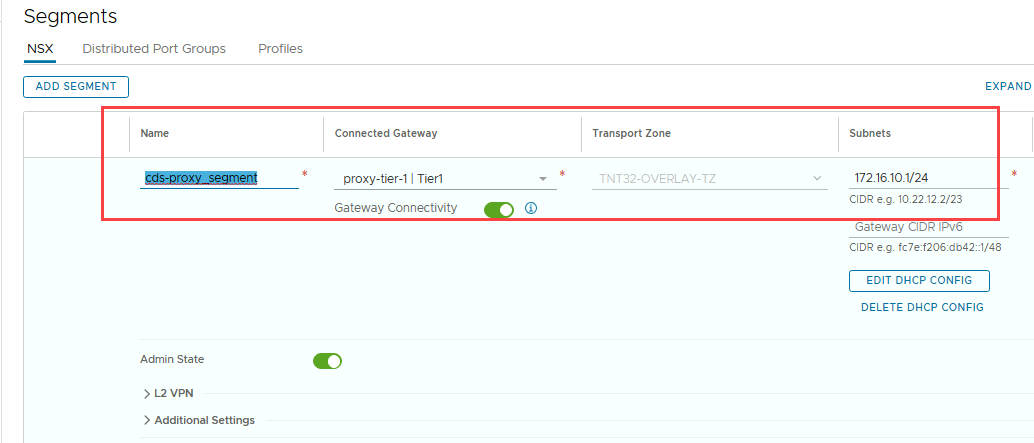 Segments
NSX Distributed Port Groups Profiles
ADD SEGMENT EXPAND
Name Connected Gateway Transport Zone Subnets
cds-proxy_segment * proxy-tier-1 | Tier1 * TNT32-OVERLAY-TZ 172.16.10.1/24 *
CIDR e.g. 10.22.12.2/23
Gateway Connectivity
Gateway CIDR IPv6
CIDR e.g. fc7e:f206:db42::1/48
EDIT DHCP CONFIG
DELETE DHCP CONFIG
Admin State
L2 VPN
Additional Settings